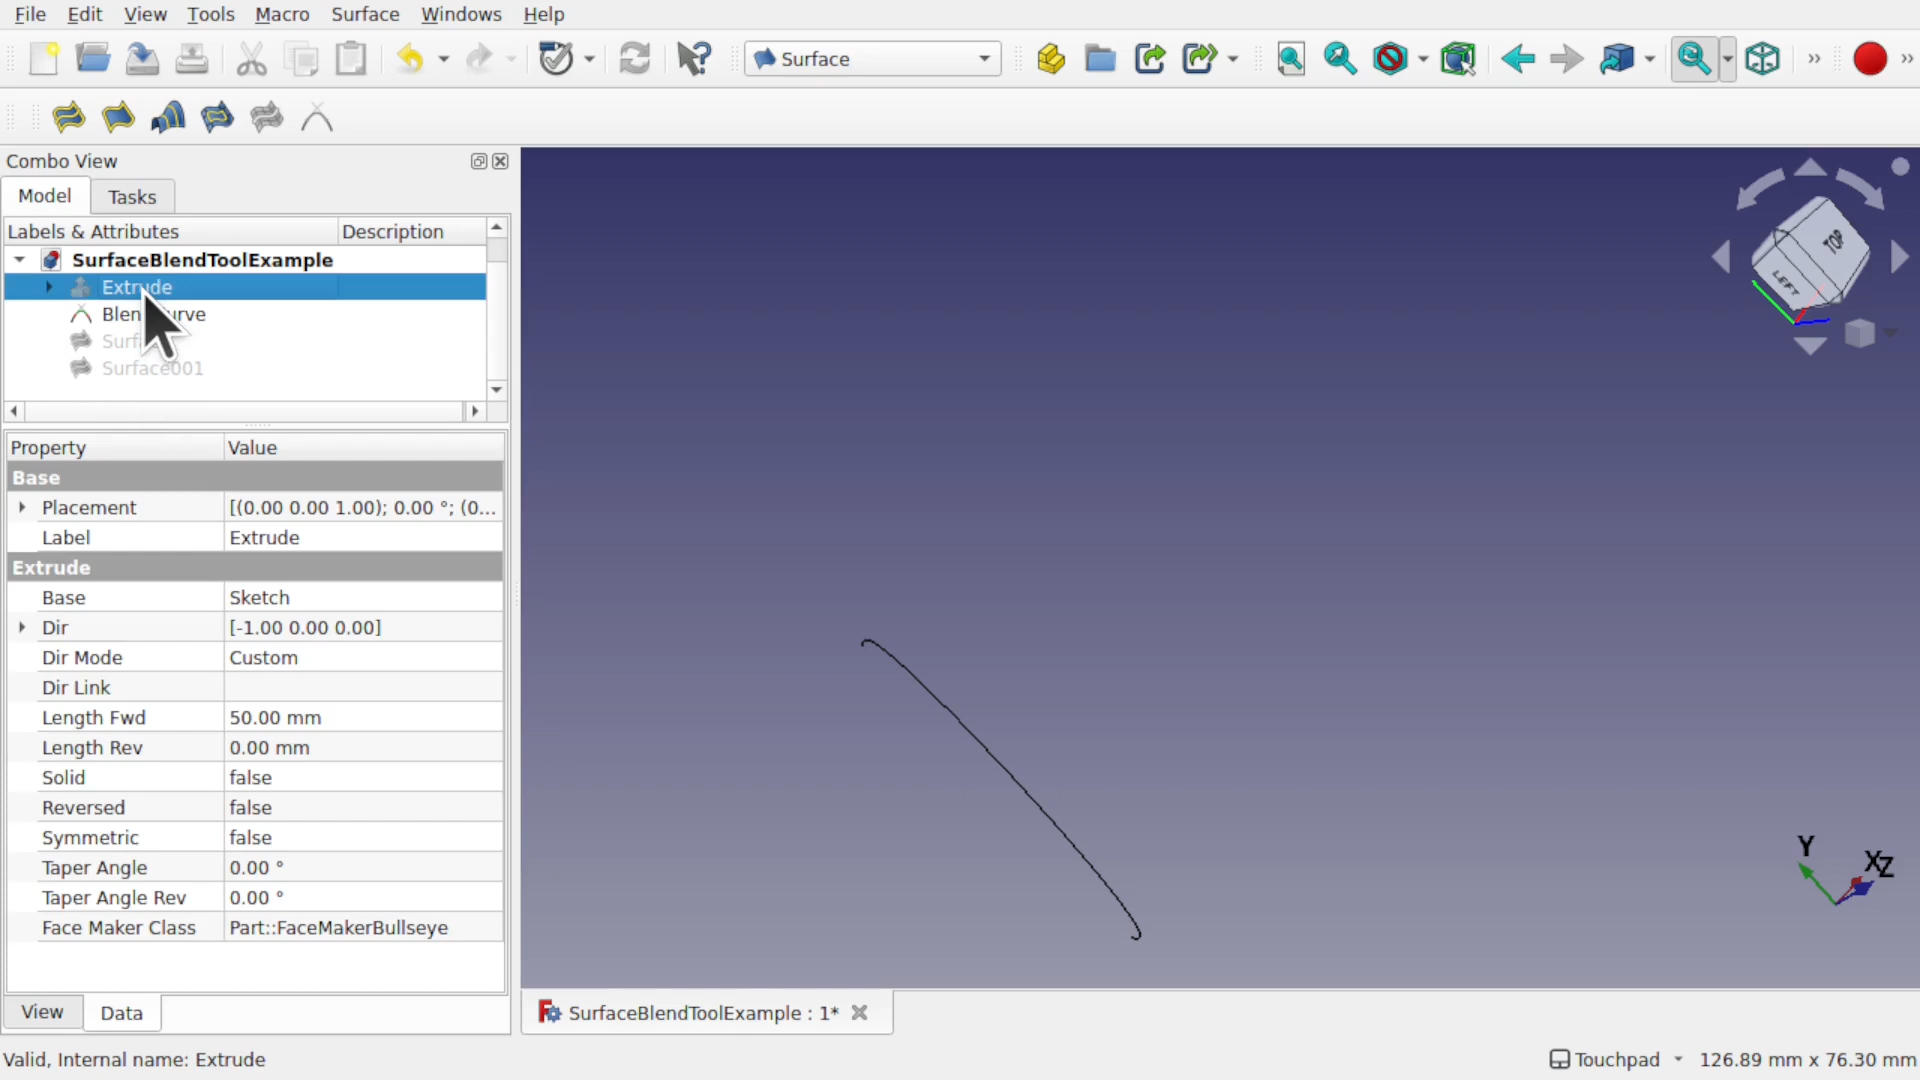 File Edit View Tools Macro Surface Windows Help
Surface
Combo View
Model Tasks
Labels & Attributes Description
SurfaceBlendToolExample
Extrude
Surface001
TOP
LEFT
Property Value
Base
Placement [(0.00 0.00 1.00); 0.00 °; (0...
Label Extrude
Extrude
Base Sketch
Dir [-1.00 0.00 0.00]
Dir Mode Custom
Dir Link
Length Fwd 50.00 mm
Length Rev 0.00 mm
Solid false
Reversed false
Symmetric false
Taper Angle 0.00 °
Taper Angle Rev 0.00 °
Face Maker Class Part::FaceMakerBullseye
Y
X
Z
View Data
SurfaceBlendToolExample : 1*
Valid, Internal name: Extrude
Touchpad 126.89 mm x 76.30 mm